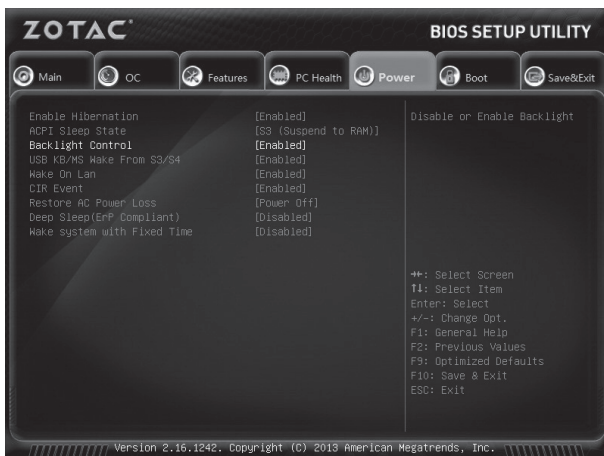 ZOTAC
BIOS SETUP UTILITY
Main OC Features PC Health Power Boot Save&Exit
Enable Hibernation [Enabled]
ACPI Sleep State [S3 (Suspend to RAM)]
Backlight Control [Enabled]
USB KB/MS Wake From S3/S4 [Enabled]
Wake On Lan [Enabled]
CIR Event [Enabled]
Restore AC Power Loss [Power Off]
Deep Sleep(ErP Compliant) [Disabled]
Wake system with Fixed Time [Disabled]
Disable or Enable Backlight
→←: Select Screen
↑↓: Select Item
Enter: Select
+/-: Change Opt.
F1: General Help
F2: Previous Values
F9: Optimized Defaults
F10: Save & Exit
ESC: Exit
Version 2.16.1242. Copyright (C) 2013 American Megatrends, Inc.